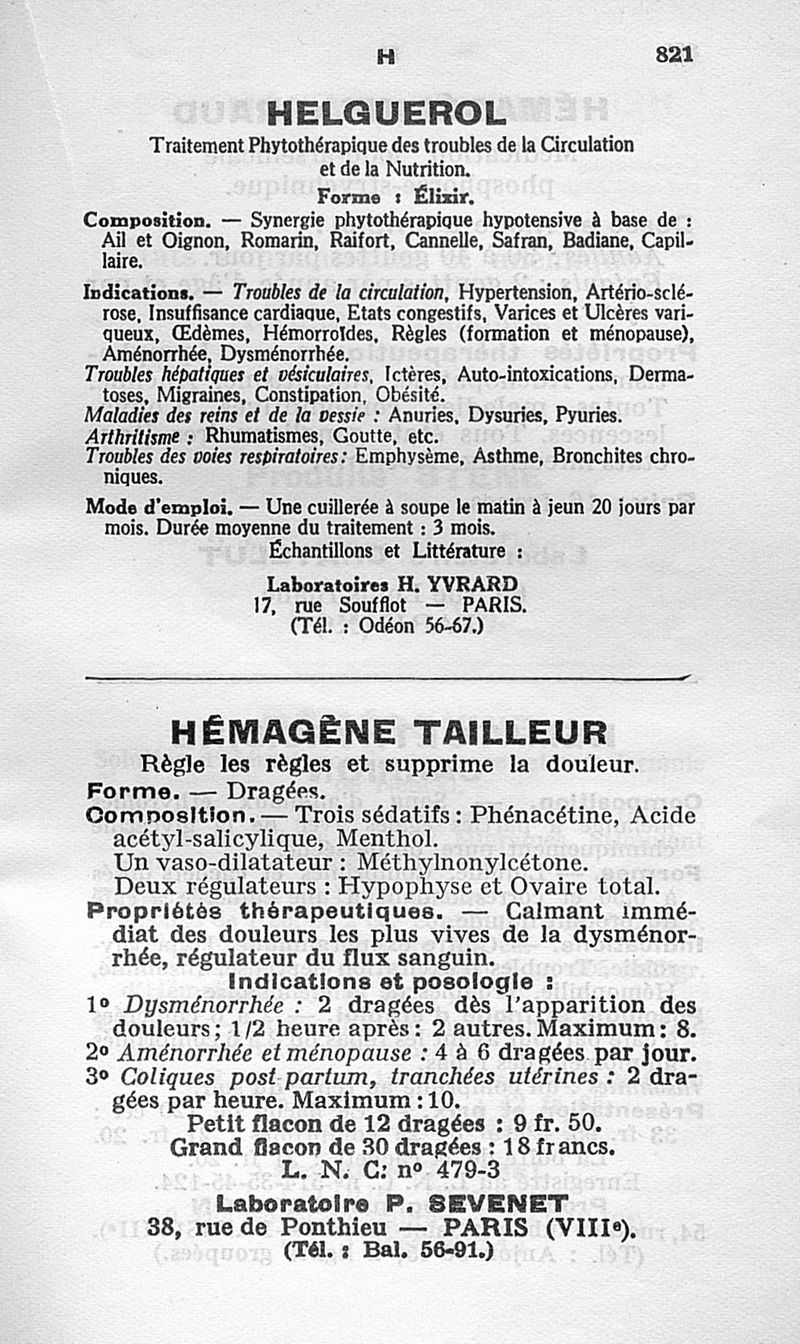 H 821
HELGUEROL
Traitement Phytothérapique des troubles de la Circulation
et de la Nutrition.
Forme : Élixir.
Composition. — Synergie phytothérapique hypotensive à base de :
Ail et Oignon, Romarin, Raifort, Cannelle, Safran, Badiane, Capil-
laire.
Indications. — Troubles de la circulation, Hypertension, Artério-sclé-
rose, Insuffisance cardiaque, Etats congestifs, Varices et Ulcères vari-
queux, Œdèmes, Hémorroïdes, Règles (formation et ménopause),
Aménorrhée, Dysménorrhée.
Troubles hépatiques et vésiculaires, Ictères, Auto-intoxications, Derma-
toses, Migraines, Constipation, Obésité.
Maladies des reins et de la vessie : Anuries, Dysuries, Pyuries.
Arthritisme : Rhumatismes, Goutte, etc.
Troubles des voies respiratoires : Emphysème, Asthme, Bronchites chro-
niques.
Mode d'emploi. — Une cuillerée à soupe le matin à jeun 20 jours par
mois. Durée moyenne du traitement : 3 mois.
Échantillons et Littérature :
Laboratoires H. YVRARD
17, rue Soufflot — PARIS.
(Tél. : Odéon 56-67.)
HÉMAGÈNE TAILLEUR
Règle les règles et supprime la douleur.
Forme. — Dragées.
Composition. — Trois sédatifs : Phénacétine, Acide
acétyl-salicylique, Menthol.
Un vaso-dilatateur : Méthylnonylcétone.
Deux régulateurs : Hypophyse et Ovaire total.
Propriétés thérapeutiques. — Calmant immé-
diat des douleurs les plus vives de la dysménor-
rhée, régulateur du flux sanguin.
Indications et posologie :
1º Dysménorrhée : 2 dragées dès l'apparition des
douleurs ; 1/2 heure après : 2 autres. Maximum : 8.
2º Aménorrhée et ménopause : 4 à 6 dragées par jour.
3º Coliques post-partum, tranchées utérines : 2 dra-
gées par heure. Maximum : 10.
Petit flacon de 12 dragées : 9 fr. 50.
Grand flacon de 30 dragées : 18 francs.
L. N. C: nº 479-3
Laboratoire P. SEVENET
38, rue de Ponthieu — PARIS (VIIIe).
(Tél. : Bal. 56-91.)